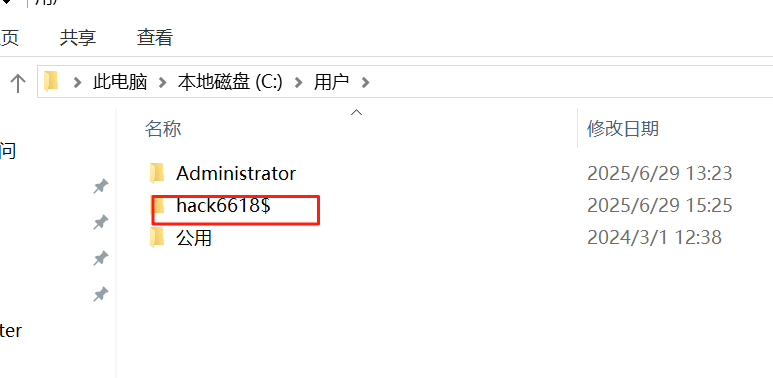 页 共享 查看
此电脑 本地磁盘 (C:) 用户
名称 修改日期
问
Administrator 2025/6/29 13:23
hack6618$ 2025/6/29 15:25
公用 2024/3/1 12:38
ter